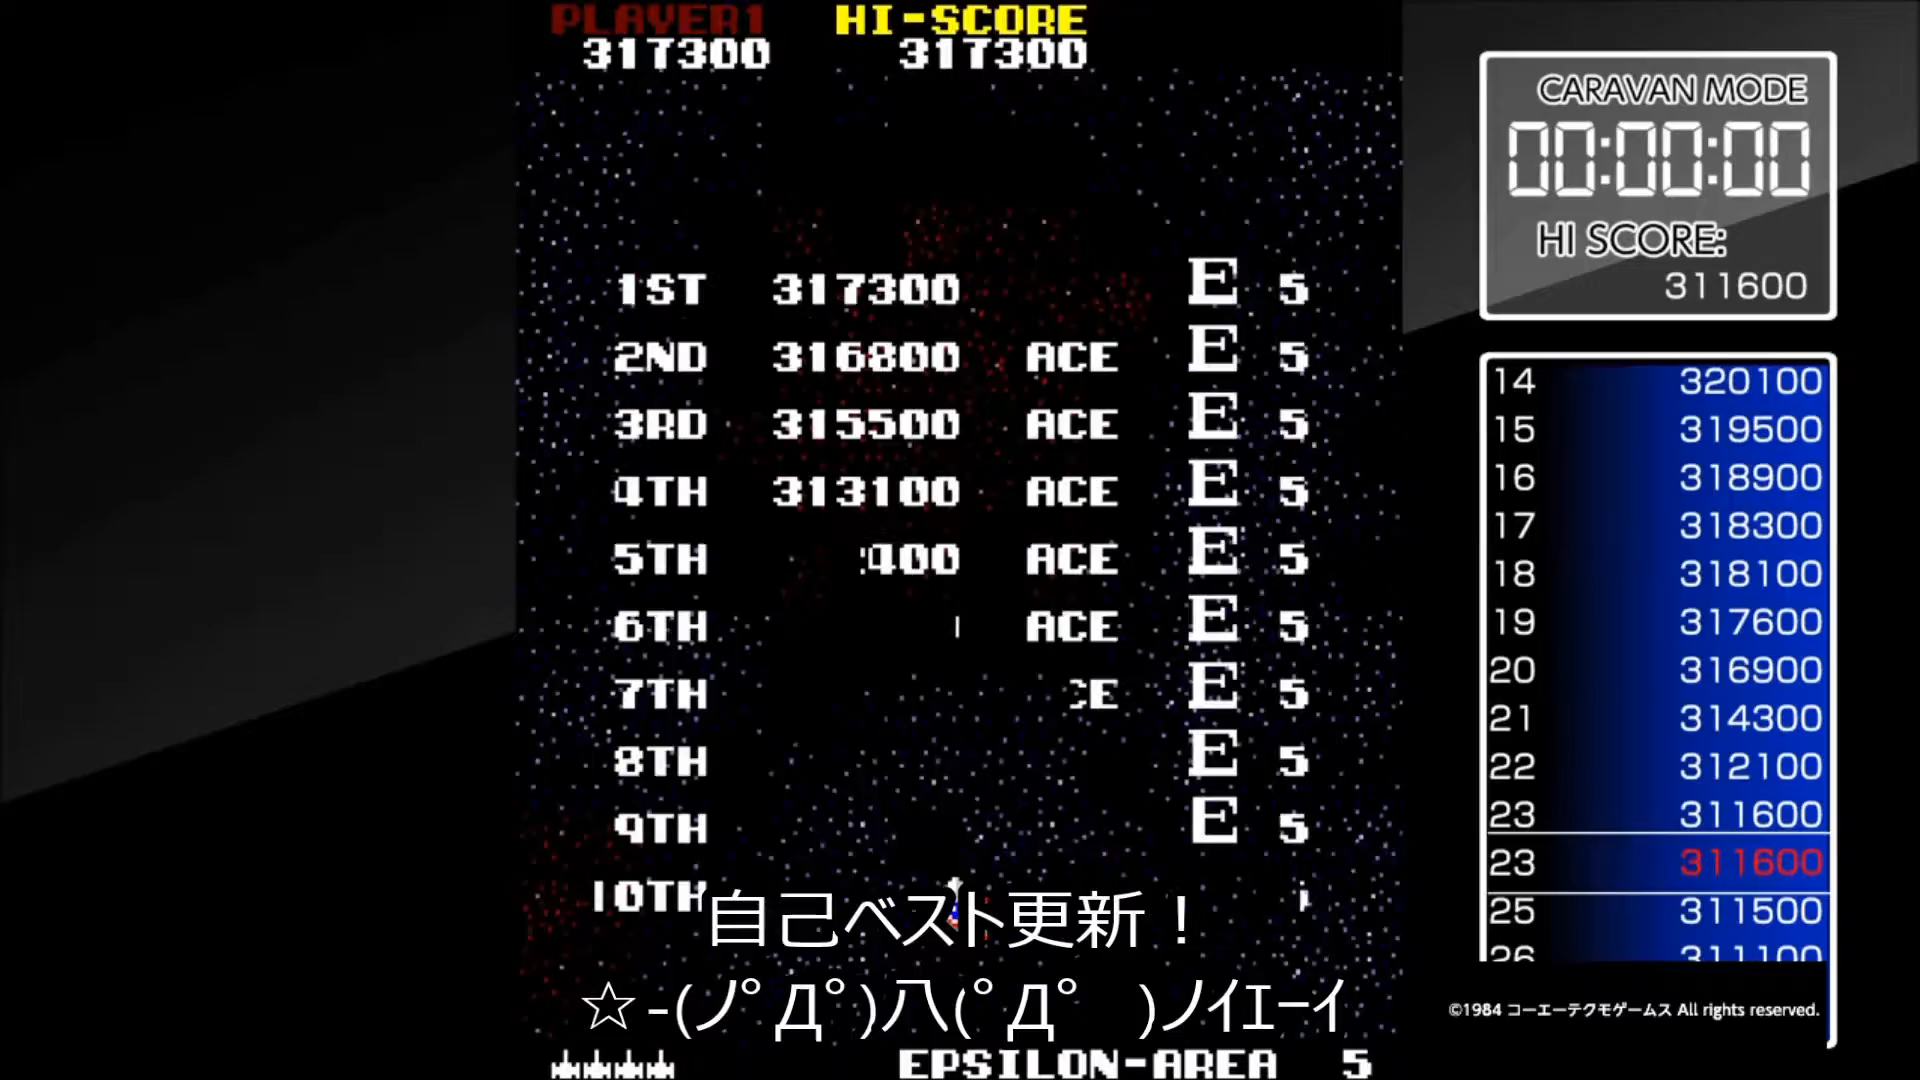 PLAYER1 HI-SCORE
317300 317300
1ST 317300 E 5
2ND 316800 ACE E 5
3RD 315500 ACE E 5
4TH 313100 ACE E 5
5TH 400 ACE E 5
6TH ACE E 5
7TH E E 5
8TH E 5
9TH E 5
10TH
自己ベスト更新！
☆-(ノﾟДﾟ)八(ﾟДﾟ　)ノイエーイ
EPSILON-AREA 5
CARAVAN MODE
00:00:00
HI SCORE:
311600
14 320100
15 319500
16 318900
17 318300
18 318100
19 317600
20 316900
21 314300
22 312100
23 311600
23 311600
25 311500
26 311100
©1984 コーエーテクモゲームス All rights reserved.